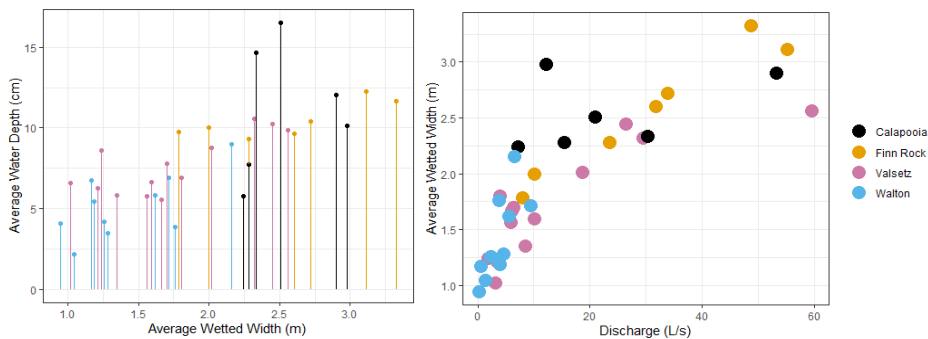 15
10
5
0
Average Water Depth (cm)
1.0 1.5 2.0 2.5 3.0
Average Wetted Width (m)
3.0
2.5
2.0
1.5
1.0
Average Wetted Width (m)
0 20 40 60
Discharge (L/s)
Calapooia
Finn Rock
Valsetz
Walton